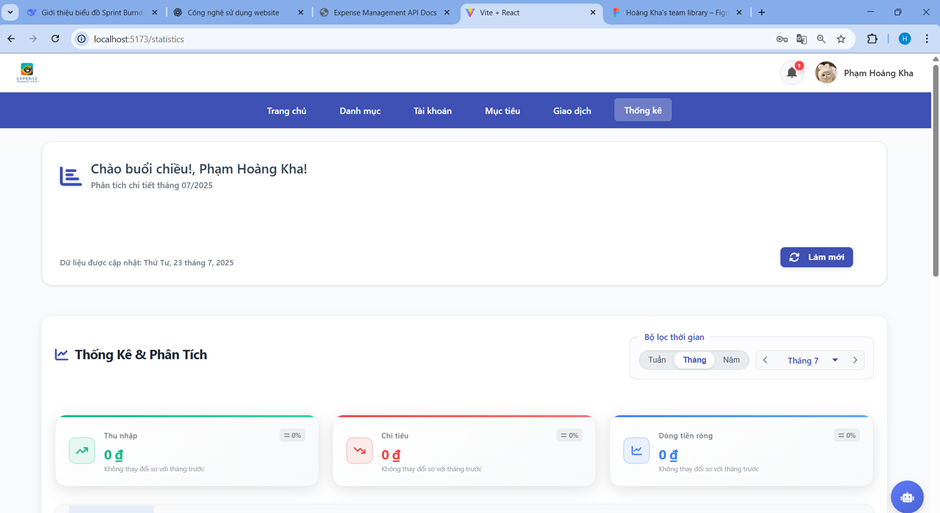 Giới thiệu biểu đồ Sprint Burnd
Công nghệ sử dụng website
Expense Management API Docs
Vite + React
Hoàng Kha's team library – Figm
localhost:5173/statistics
H
EXPENSE
1
Phạm Hoàng Kha
Trang chủ
Danh mục
Tài khoản
Mục tiêu
Giao dịch
Thống kê
Chào buổi chiều!, Phạm Hoàng Kha!
Phân tích chi tiết tháng 07/2025
Dữ liệu được cập nhật: Thứ Tư, 23 tháng 7, 2025
Làm mới
Bộ lọc thời gian
Thống Kê & Phân Tích
Tuần
Tháng
Năm
Tháng 7
Thu nhập
= 0%
0 ₫
Không thay đổi so với tháng trước
Chi tiêu
= 0%
0 ₫
Không thay đổi so với tháng trước
Dòng tiền ròng
= 0%
0 ₫
Không thay đổi so với tháng trước